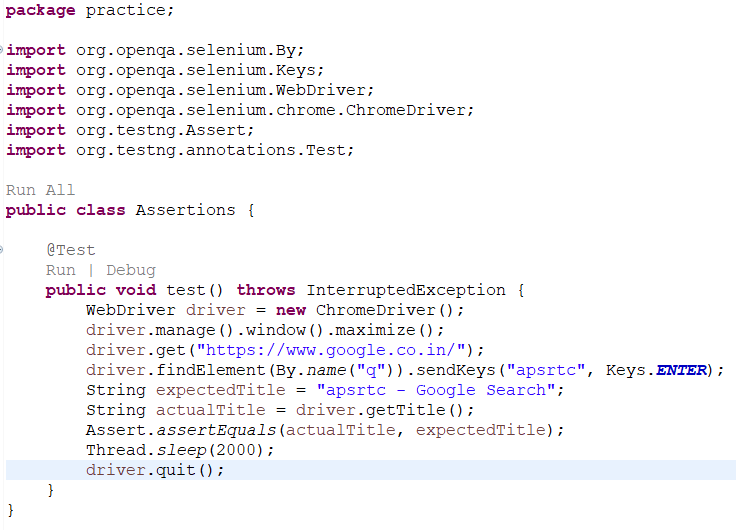 package practice;
import org.openqa.selenium.By;
import org.openqa.selenium.Keys;
import org.openqa.selenium.WebDriver;
import org.openqa.selenium.chrome.ChromeDriver;
import org.testng.Assert;
import org.testng.annotations.Test;
Run All
public class Assertions {
@Test
Run | Debug
public void test() throws InterruptedException {
WebDriver driver = new ChromeDriver();
driver.manage().window().maximize();
driver.get("https://www.google.co.in/");
driver.findElement(By.name("q")).sendKeys("apsrtc", Keys.ENTER);
String expectedTitle = "apsrtc - Google Search";
String actualTitle = driver.getTitle();
Assert.assertEquals(actualTitle, expectedTitle);
Thread.sleep(2000);
driver.quit();
}
}